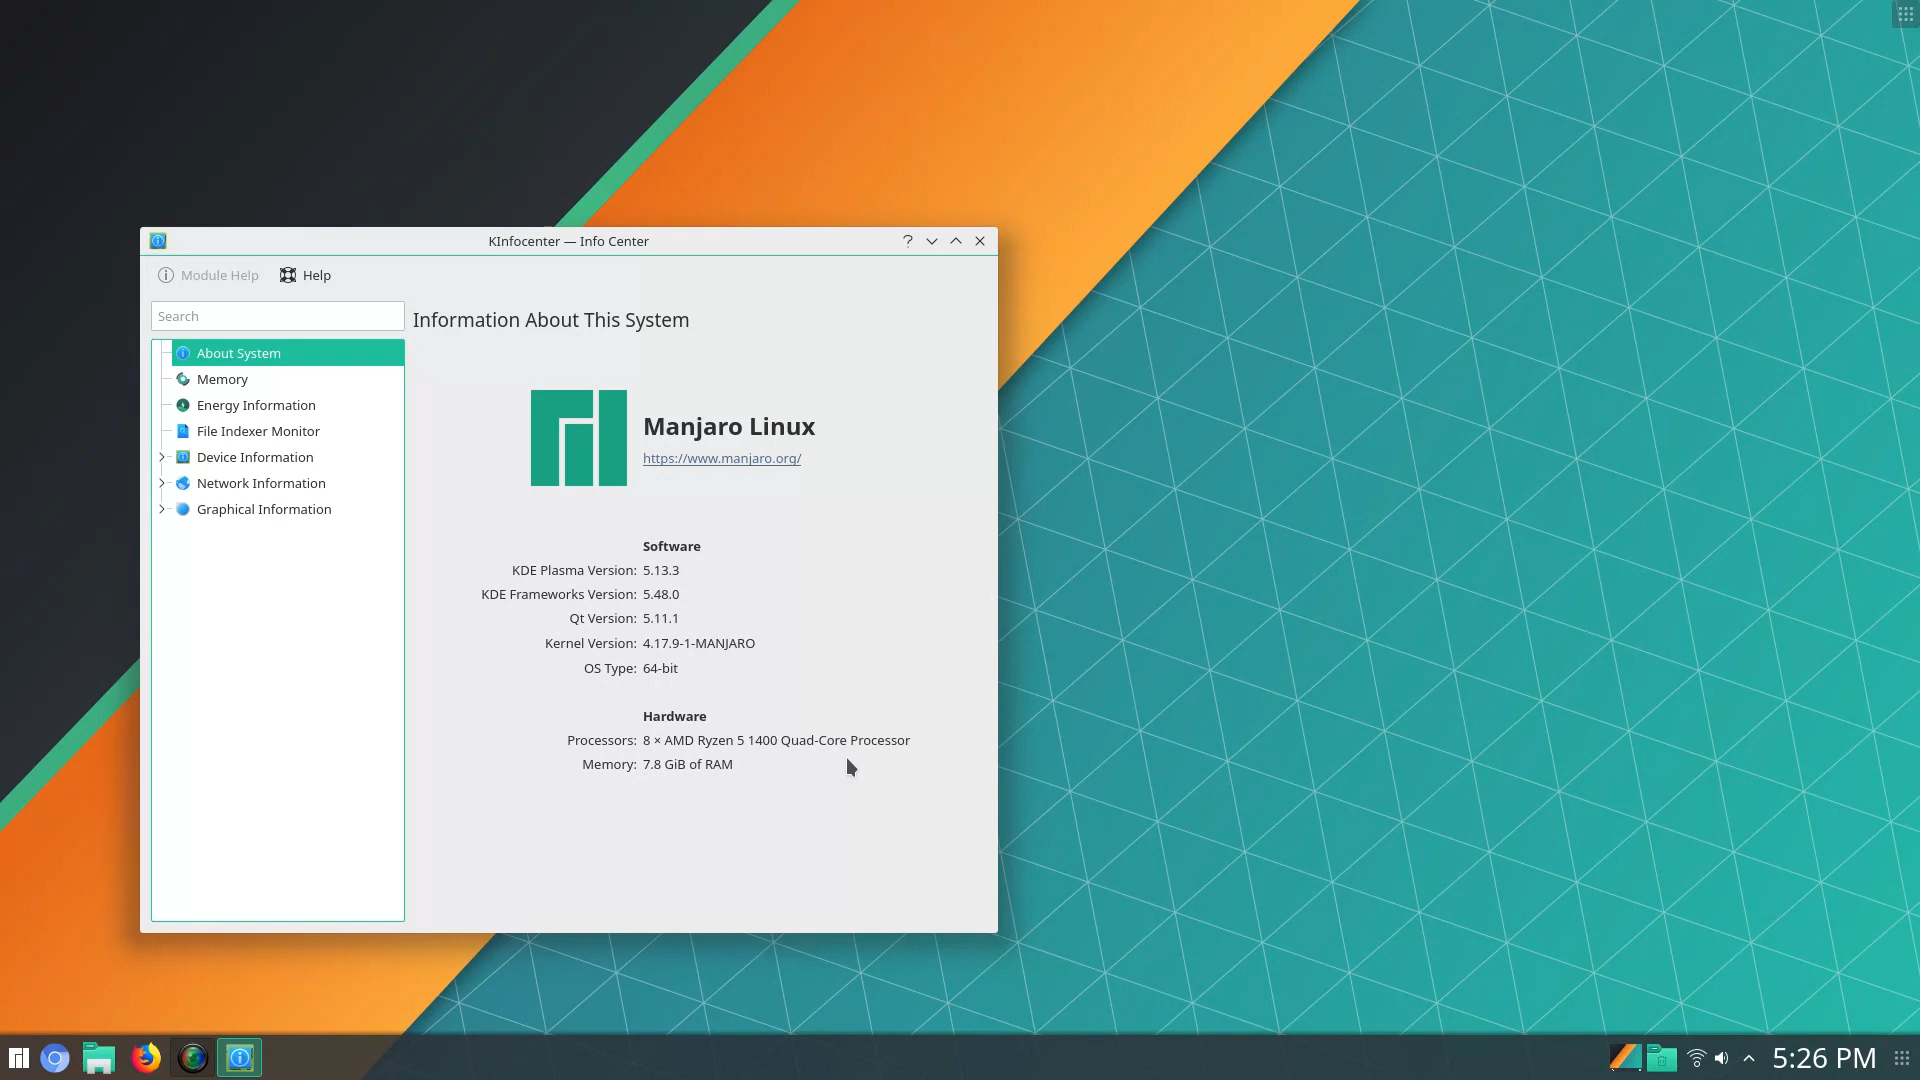 KInfocenter — Info Center
Module Help
Help
Search
Information About This System
About System
Memory
Energy Information
File Indexer Monitor
Device Information
Network Information
Graphical Information
Manjaro Linux
https://www.manjaro.org/
Software
KDE Plasma Version: 5.13.3
KDE Frameworks Version: 5.48.0
Qt Version: 5.11.1
Kernel Version: 4.17.9-1-MANJARO
OS Type: 64-bit
Hardware
Processors: 8 × AMD Ryzen 5 1400 Quad-Core Processor
Memory: 7.8 GiB of RAM
5:26 PM